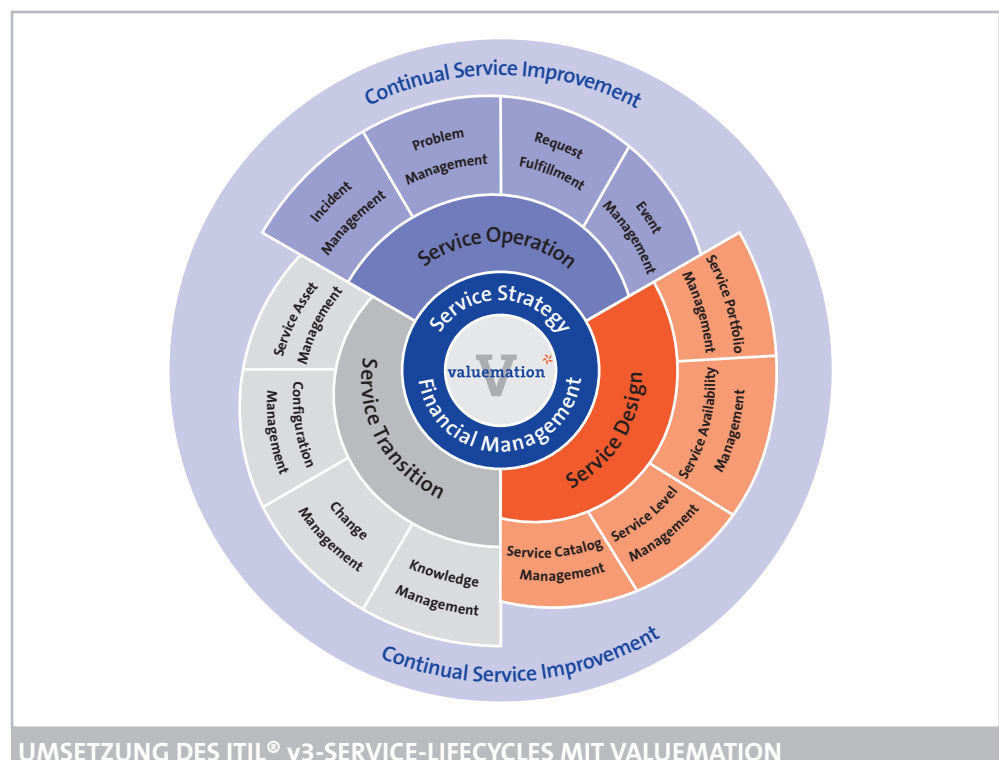 Continual Service Improvement
Incident
Management
Problem
Management
Request
Fulfillment
Event
Management
Service Operation
Service Portfolio
Management
Service Availability
Management
Service Level
Management
Service Catalog
Management
Service Design
Service Asset
Management
Configuration
Management
Change
Management
Knowledge
Management
Service Transition
Service Strategy
V
valuemation
Financial Management
Continual Service Improvement
UMSETZUNG DES ITIL® v3-SERVICE-LIFECYCLES MIT VALUEMATION